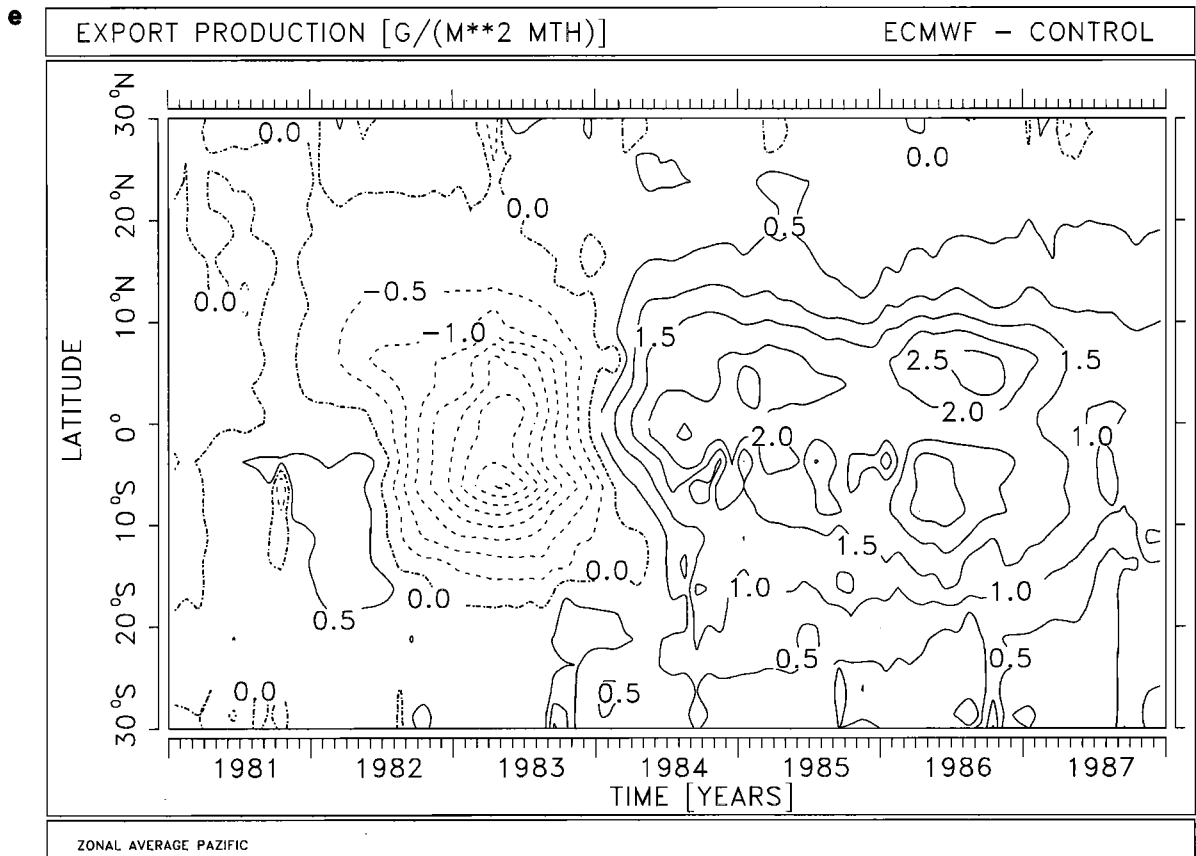 e
EXPORT PRODUCTION [G/(M**2 MTH)] ECMWF – CONTROL
30°N
20°N
10°N
0°
10°S
20°S
30°S
LATITUDE
0.0
0.0
0.0
0.5
0.0
−0.5
−1.0
1.5
2.5
1.5
2.0
2.0
1.0
1.5
0.0
0.0
1.0
1.0
0.5
0.5
0.5
0.0
0.5
1981 1982 1983 1984 1985 1986 1987
TIME [YEARS]
ZONAL AVERAGE PAZIFIC